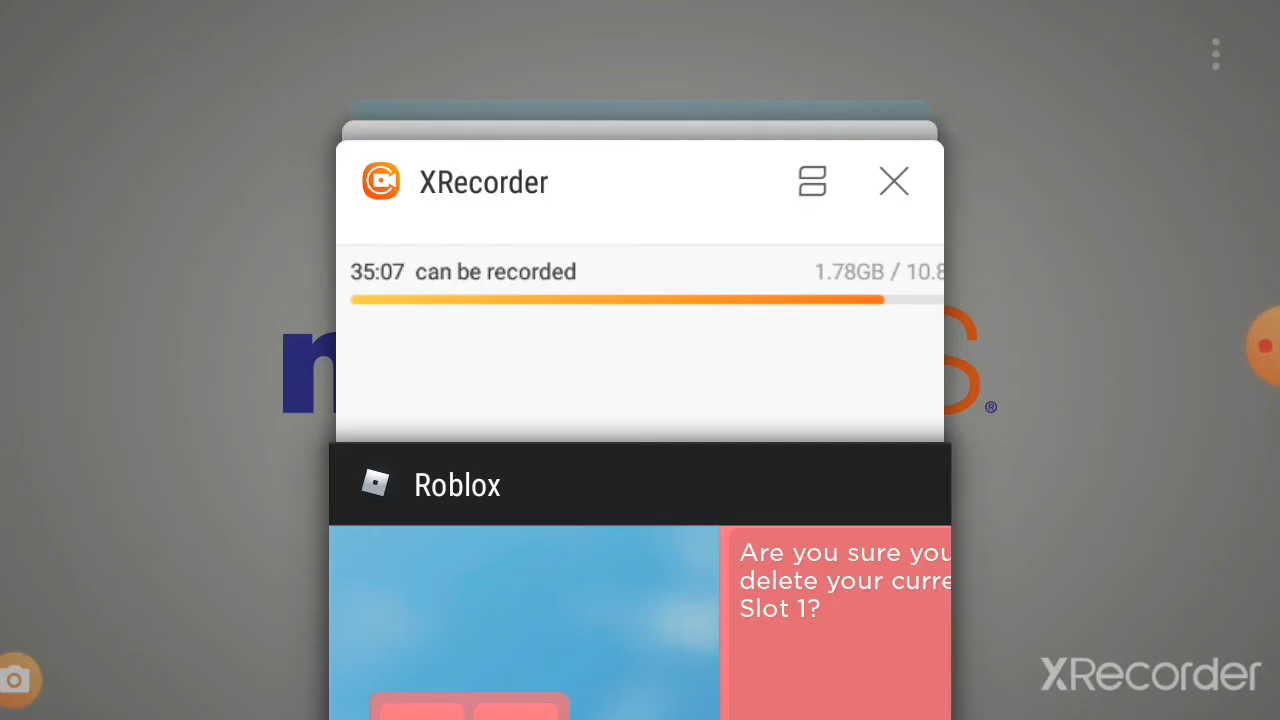 XRecorder
35:07 can be recorded
1.78GB / 10.8
Roblox
Are you sure you
delete your curre
Slot 1?
XRecorder